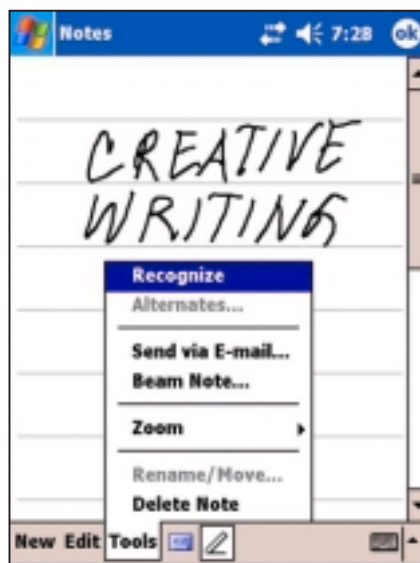 Notes 7:28 ok
CREATIVE
WRITING
Recognize
Alternates...
Send via E-mail...
Beam Note...
Zoom
Rename/Move...
Delete Note
New Edit Tools